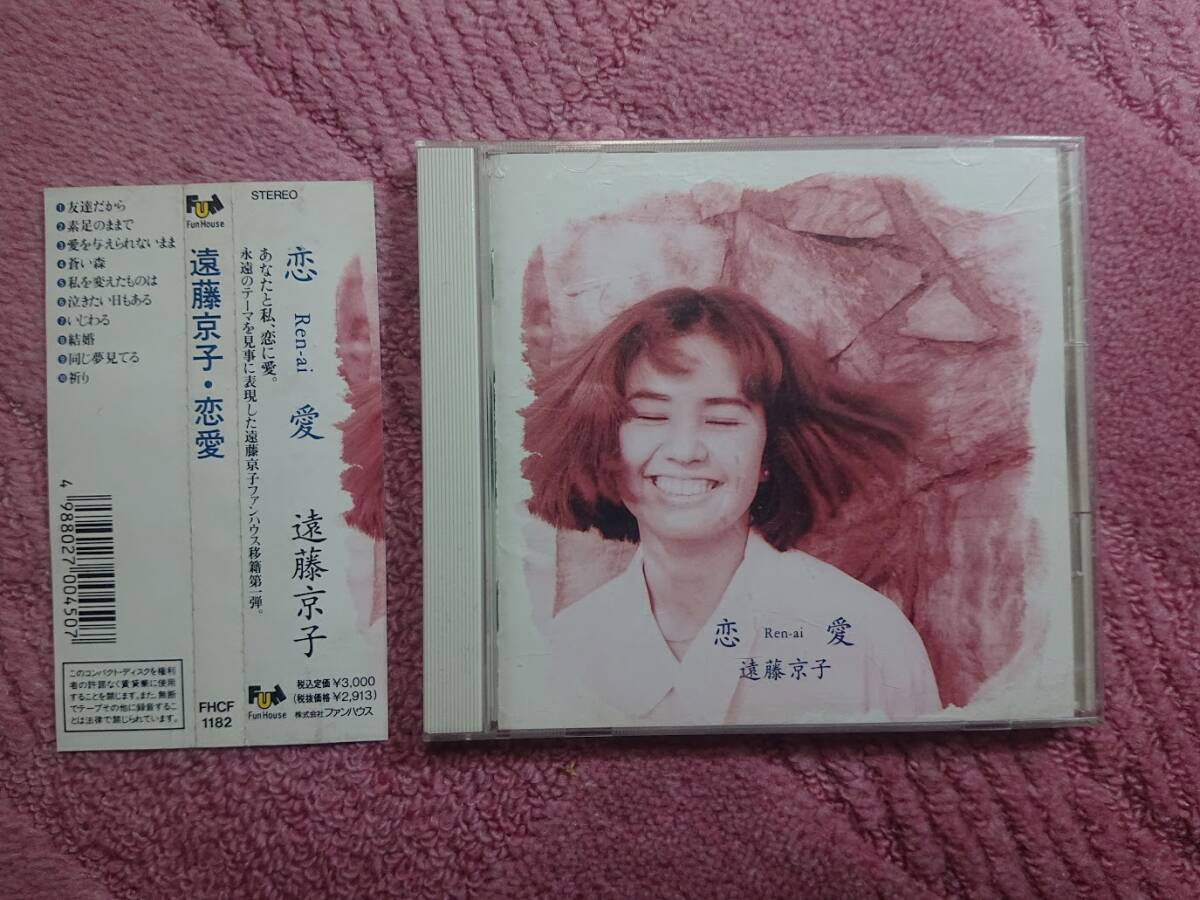 ❶友達だから
❷素足のままで
❸愛を与えられないまま
❹蒼い森
❺私を変えたものは
❻泣きたい日もある
❼いじわる
❽結婚
❾同じ夢見てる
❿祈り
4 988027 004507
このコンパクト・ディスクを権利
者の許諾なく賃貸業に使用
することを禁じます。また、無断
でテープその他に録音するこ
とは法律で禁じられています。
Fun
Fun House
遠藤京子・恋愛
FHCF
1182
STEREO
恋 Ren-ai 愛 遠藤京子
あなたと私、恋に愛。
永遠のテーマを見事に表現した遠藤京子ファンハウス移籍第一弾。
Fun
Fun House
税込定価 ¥3,000
(税抜価格 ¥2,913)
株式会社ファンハウス
恋 Ren-ai 愛
遠藤京子